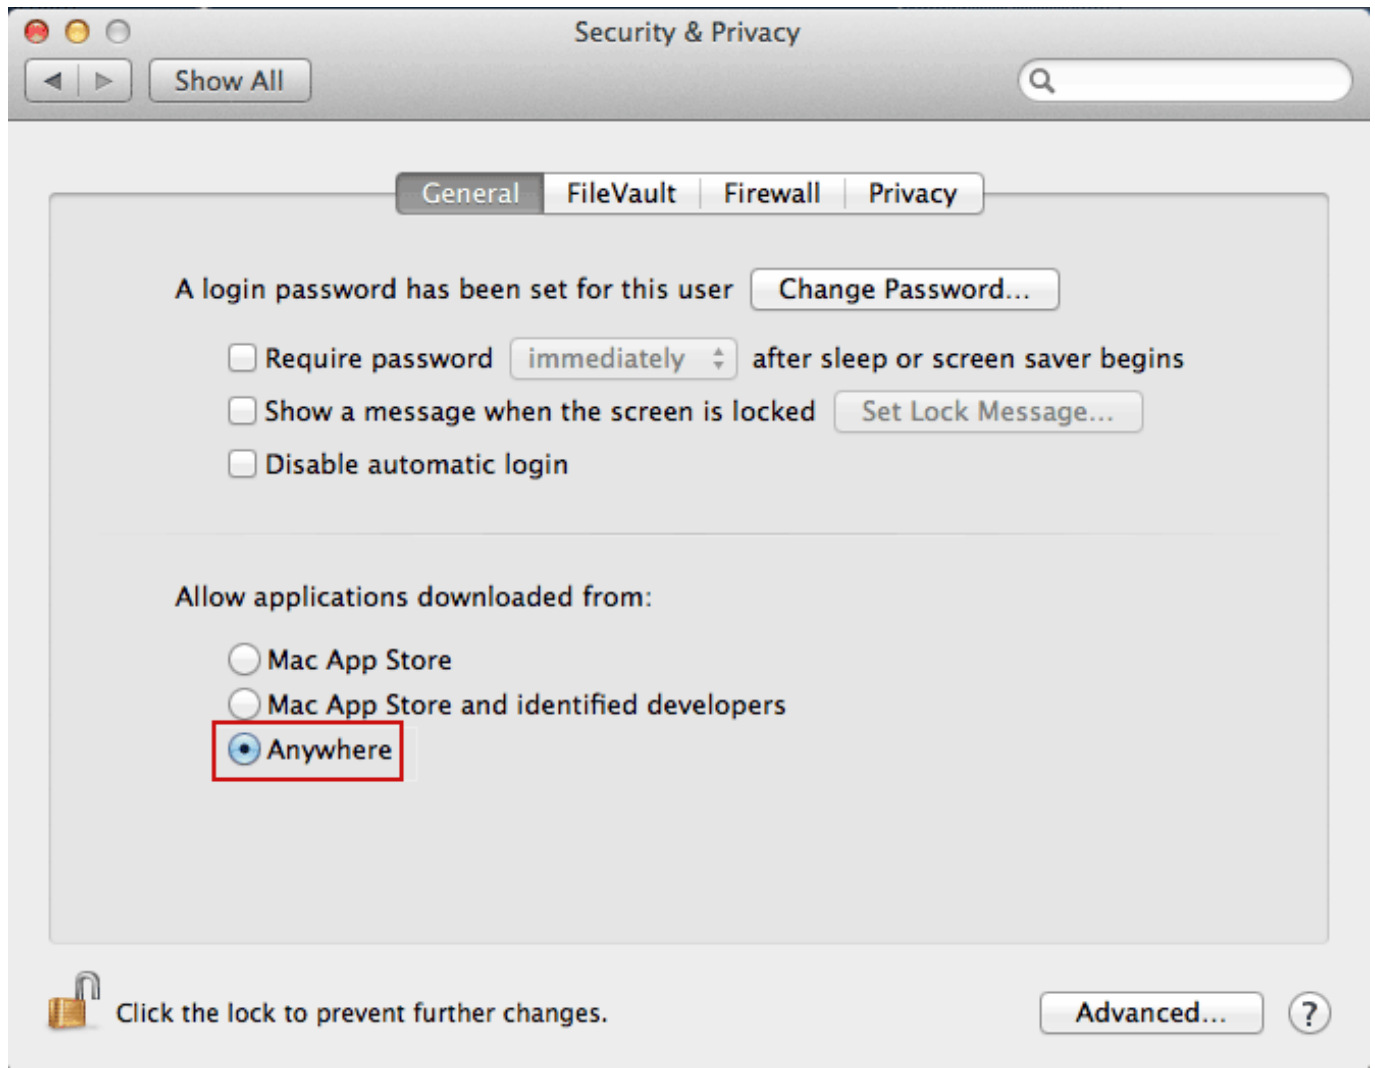 Security & Privacy
Show All
General FileVault Firewall Privacy
A login password has been set for this user Change Password...
Require password immediately after sleep or screen saver begins
Show a message when the screen is locked Set Lock Message...
Disable automatic login
Allow applications downloaded from:
Mac App Store
Mac App Store and identified developers
Anywhere
Click the lock to prevent further changes. Advanced... ?